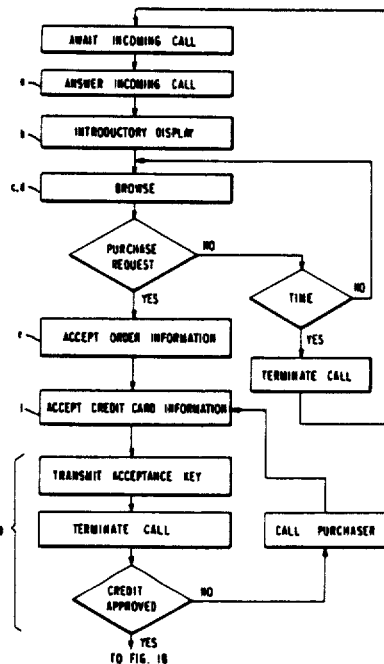 AWAIT INCOMING CALL
a
ANSWER INCOMING CALL
b
INTRODUCTORY DISPLAY
c,d
BROWSE
PURCHASE
REQUEST
NO
YES
TIME
NO
YES
e
ACCEPT ORDER INFORMATION
TERMINATE CALL
f
ACCEPT CREDIT CARD INFORMATION
TRANSMIT ACCEPTANCE KEY
g
TERMINATE CALL
CALL PURCHASER
CREDIT
APPROVED
NO
YES
TO FIG. 1B